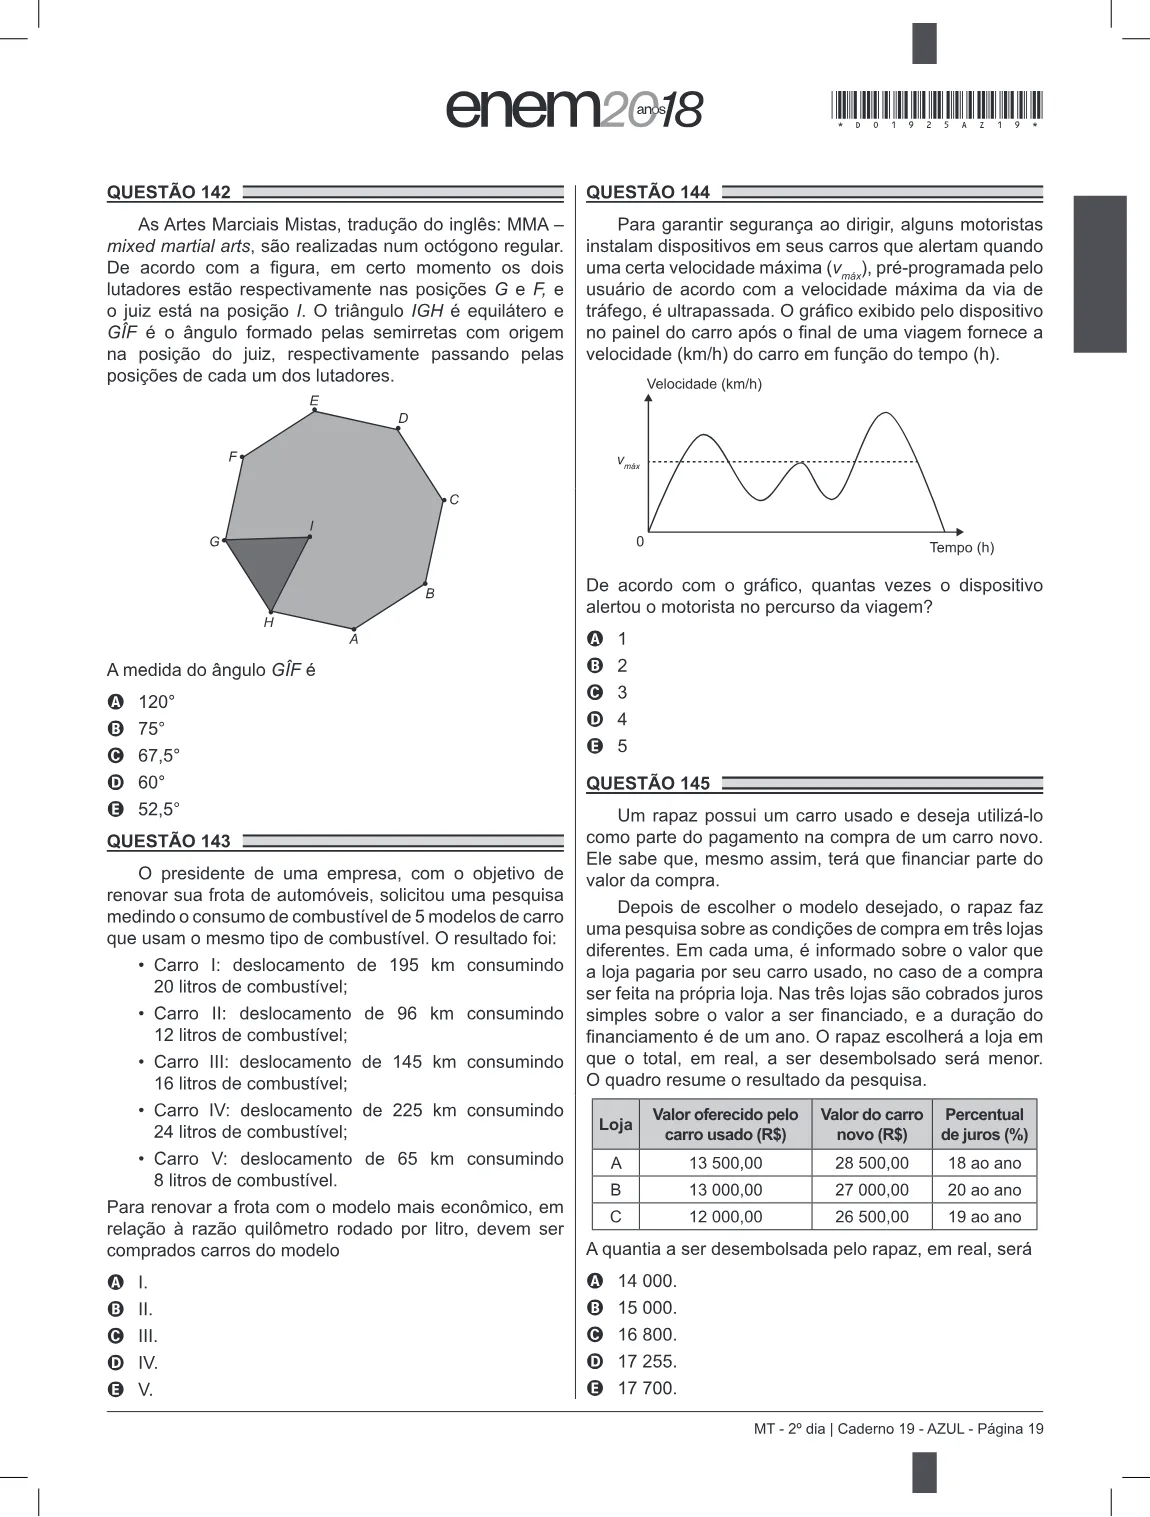 enem20anos18
*DO1925AZ19*
QUESTÃO 142
As Artes Marciais Mistas, tradução do inglês: MMA –
mixed martial arts, são realizadas num octógono regular.
De acordo com a figura, em certo momento os dois
lutadores estão respectivamente nas posições G e F, e
o juiz está na posição I. O triângulo IGH é equilátero e
GÎF é o ângulo formado pelas semirretas com origem
na posição do juiz, respectivamente passando pelas
posições de cada um dos lutadores.
E
D
F
C
I
G
B
H
A
A medida do ângulo GÎF é
A 120°
B 75°
C 67,5°
D 60°
E 52,5°
QUESTÃO 143
O presidente de uma empresa, com o objetivo de
renovar sua frota de automóveis, solicitou uma pesquisa
medindo o consumo de combustível de 5 modelos de carro
que usam o mesmo tipo de combustível. O resultado foi:
• Carro I: deslocamento de 195 km consumindo
20 litros de combustível;
• Carro II: deslocamento de 96 km consumindo
12 litros de combustível;
• Carro III: deslocamento de 145 km consumindo
16 litros de combustível;
• Carro IV: deslocamento de 225 km consumindo
24 litros de combustível;
• Carro V: deslocamento de 65 km consumindo
8 litros de combustível.
Para renovar a frota com o modelo mais econômico, em
relação à razão quilômetro rodado por litro, devem ser
comprados carros do modelo
A I.
B II.
C III.
D IV.
E V.
QUESTÃO 144
Para garantir segurança ao dirigir, alguns motoristas
instalam dispositivos em seus carros que alertam quando
uma certa velocidade máxima (vmáx), pré-programada pelo
usuário de acordo com a velocidade máxima da via de
tráfego, é ultrapassada. O gráfico exibido pelo dispositivo
no painel do carro após o final de uma viagem fornece a
velocidade (km/h) do carro em função do tempo (h).
Velocidade (km/h)
vmáx
0
Tempo (h)
De acordo com o gráfico, quantas vezes o dispositivo
alertou o motorista no percurso da viagem?
A 1
B 2
C 3
D 4
E 5
QUESTÃO 145
Um rapaz possui um carro usado e deseja utilizá-lo
como parte do pagamento na compra de um carro novo.
Ele sabe que, mesmo assim, terá que financiar parte do
valor da compra.
Depois de escolher o modelo desejado, o rapaz faz
uma pesquisa sobre as condições de compra em três lojas
diferentes. Em cada uma, é informado sobre o valor que
a loja pagaria por seu carro usado, no caso de a compra
ser feita na própria loja. Nas três lojas são cobrados juros
simples sobre o valor a ser financiado, e a duração do
financiamento é de um ano. O rapaz escolherá a loja em
que o total, em real, a ser desembolsado será menor.
O quadro resume o resultado da pesquisa.
Loja Valor oferecido pelo carro usado (R$) Valor do carro novo (R$) Percentual de juros (%)
A 13 500,00 28 500,00 18 ao ano
B 13 000,00 27 000,00 20 ao ano
C 12 000,00 26 500,00 19 ao ano
A quantia a ser desembolsada pelo rapaz, em real, será
A 14 000.
B 15 000.
C 16 800.
D 17 255.
E 17 700.
MT - 2º dia | Caderno 19 - AZUL - Página 19